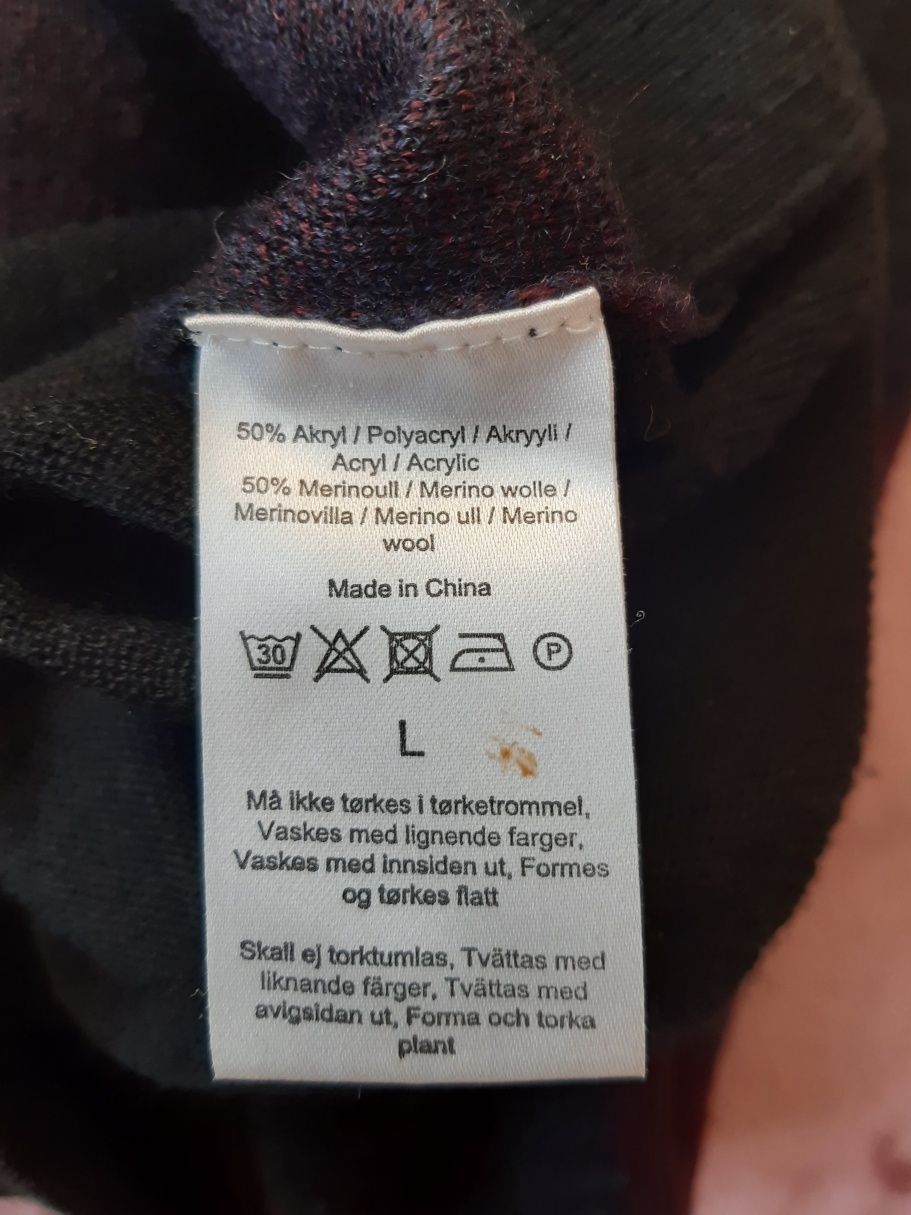 50% Akryl / Polyacryl / Akryyli /
Acryl / Acrylic
50% Merinoull / Merino wolle /
Merinovilla / Merino ull / Merino
wool
Made in China
30 P
L
Må ikke tørkes i tørketrommel,
Vaskes med lignende farger,
Vaskes med innsiden ut, Formes
og tørkes flatt
Skall ej torktumlas, Tvättas med
liknande färger, Tvättas med
avigsidan ut, Forma och torka
plant